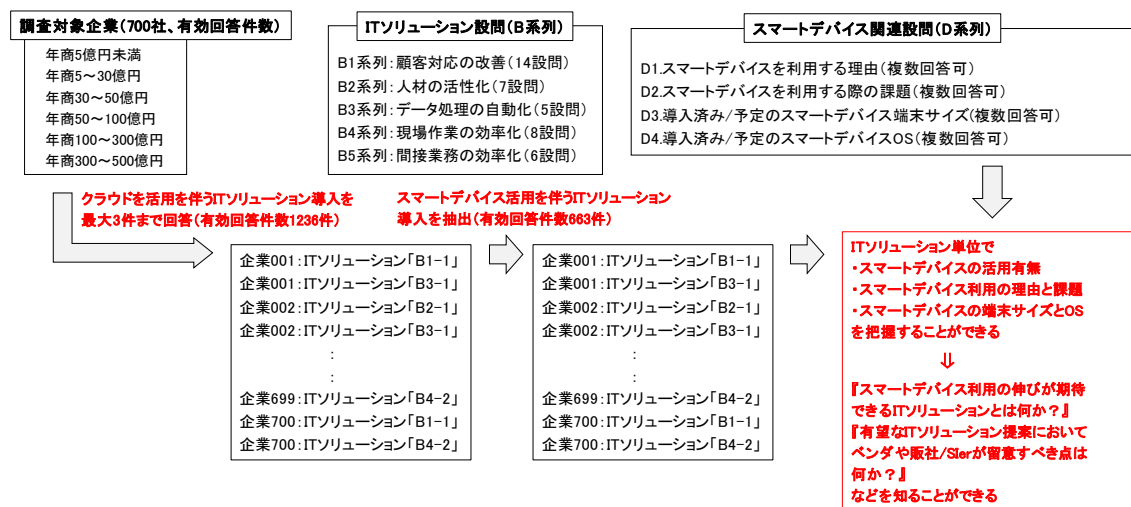 調査対象企業(700社、有効回答件数)
年商5億円未満
年商5～30億円
年商30～50億円
年商50～100億円
年商100～300億円
年商300～500億円
ITソリューション設問(B系列)
B1系列：顧客対応の改善(14設問)
B2系列：人材の活性化(7設問)
B3系列：データ処理の自動化(5設問)
B4系列：現場作業の効率化(8設問)
B5系列：間接業務の効率化(6設問)
スマートデバイス関連設問(D系列)
D1.スマートデバイスを利用する理由(複数回答可)
D2.スマートデバイスを利用する際の課題(複数回答可)
D3.導入済み/予定のスマートデバイス端末サイズ(複数回答可)
D4.導入済み/予定のスマートデバイスOS(複数回答可)
クラウドを活用を伴うITソリューション導入を
最大3件まで回答(有効回答件数1236件)
スマートデバイス活用を伴うITソリューション
導入を抽出(有効回答件数663件)
企業001：ITソリューション「B1-1」
企業001：ITソリューション「B3-1」
企業002：ITソリューション「B2-1」
企業002：ITソリューション「B3-1」
：
：
企業699：ITソリューション「B4-2」
企業700：ITソリューション「B1-1」
企業700：ITソリューション「B4-2」
企業001：ITソリューション「B1-1」
企業001：ITソリューション「B3-1」
企業002：ITソリューション「B2-1」
企業002：ITソリューション「B3-1」
：
：
企業699：ITソリューション「B4-2」
企業700：ITソリューション「B1-1」
企業700：ITソリューション「B4-2」
ITソリューション単位で
・スマートデバイスの活用有無
・スマートデバイス利用の理由と課題
・スマートデバイスの端末サイズとOS
を把握することができる
⇓
『スマートデバイス利用の伸びが期待
できるITソリューションとは何か？』
『有望なITソリューション提案において
ベンダや販社/SIerが留意すべき点は
何か？』
などを知ることができる